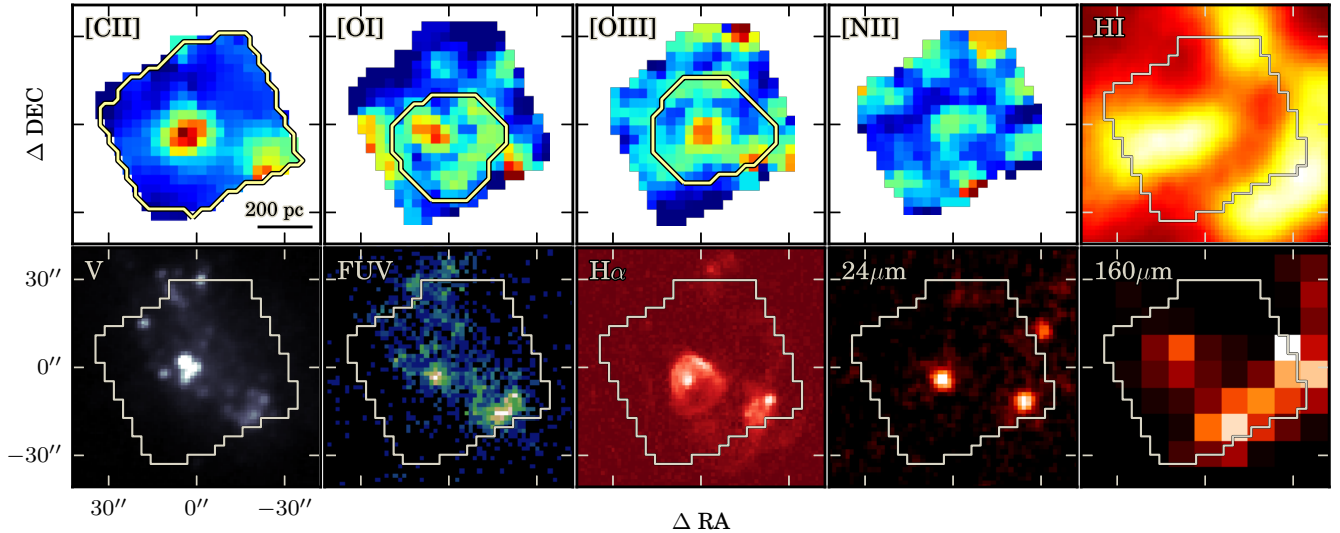 [CII] [OI] [OIII] [NII] HI
Δ DEC
200 pc
V FUV Hα 24μm 160μm
30′′
0′′
−30′′
30′′ 0′′ −30′′
Δ RA